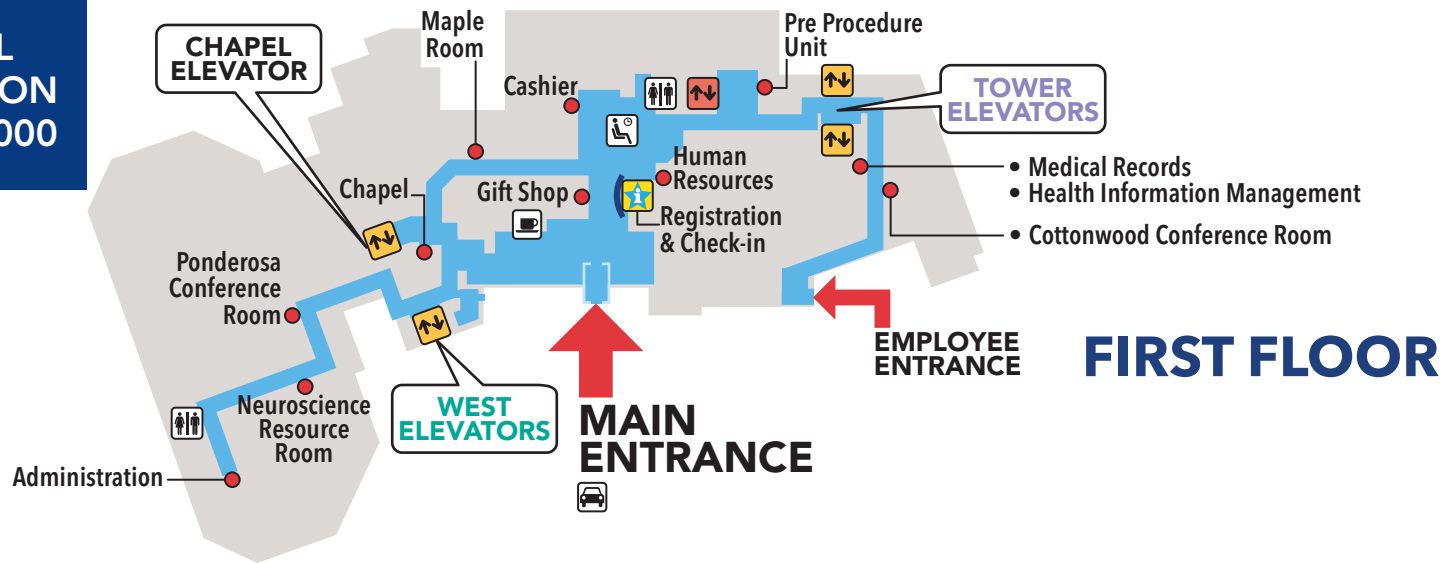 L
ON
000
CHAPEL
ELEVATOR
Maple
Room
Cashier
Pre Procedure
Unit
TOWER
ELEVATORS
Human
Resources
• Medical Records
• Health Information Management
Chapel
Gift Shop
Registration
& Check-in
• Cottonwood Conference Room
Ponderosa
Conference
Room
EMPLOYEE
ENTRANCE
FIRST FLOOR
Neuroscience
Resource
Room
WEST
ELEVATORS
MAIN
ENTRANCE
Administration